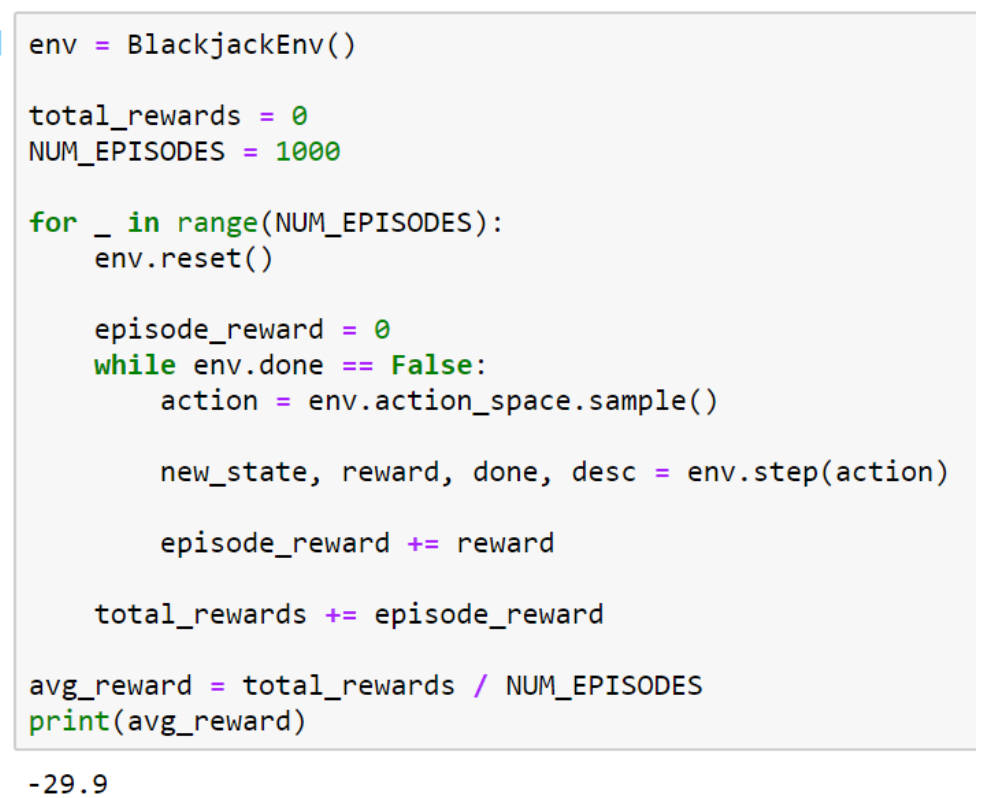 env = BlackjackEnv()
total_rewards = 0
NUM_EPISODES = 1000
for _ in range(NUM_EPISODES):
env.reset()
episode_reward = 0
while env.done == False:
action = env.action_space.sample()
new_state, reward, done, desc = env.step(action)
episode_reward += reward
total_rewards += episode_reward
avg_reward = total_rewards / NUM_EPISODES
print(avg_reward)
-29.9